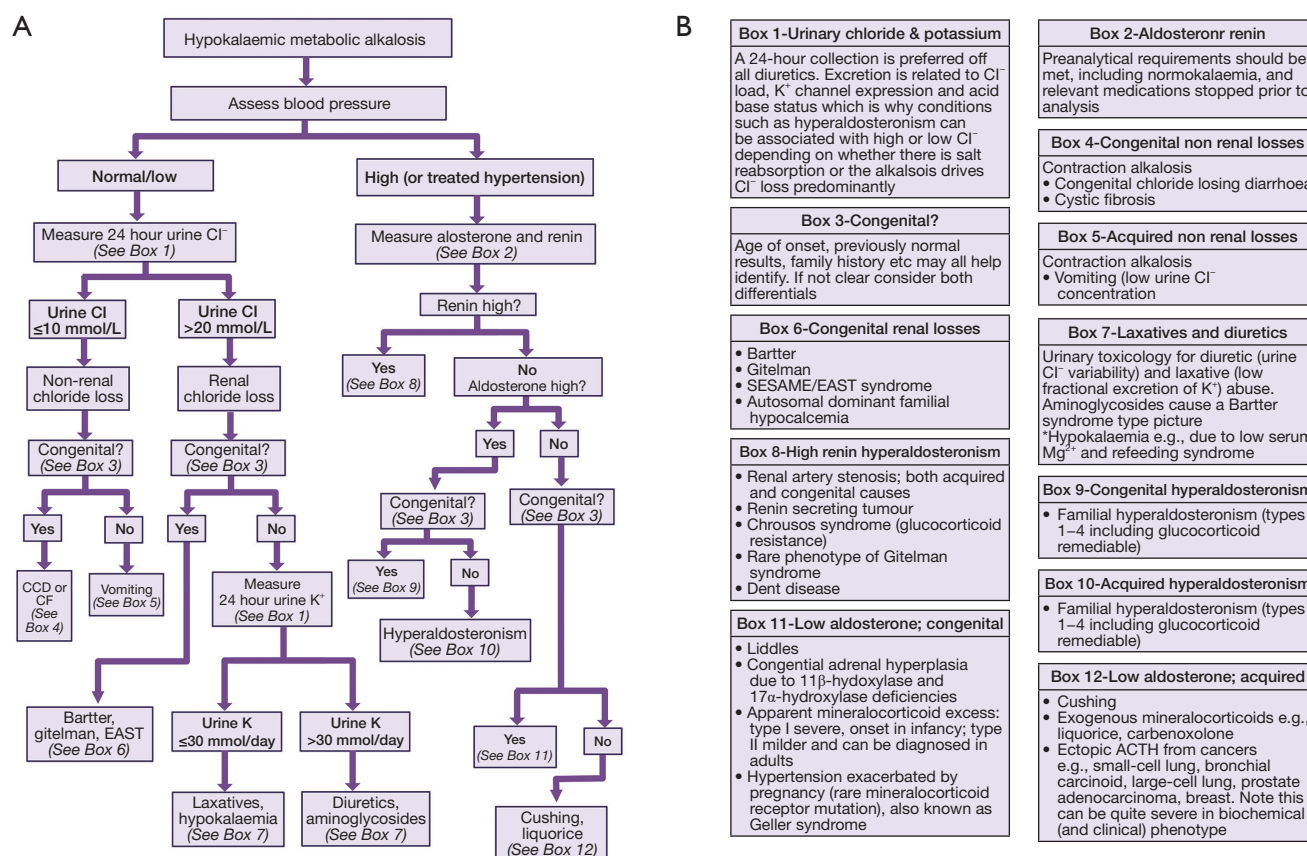 A
Hypokalaemic metabolic alkalosis
Assess blood pressure
Normal/low
High (or treated hypertension)
Measure 24 hour urine Cl⁻
(See Box 1)
Measure alosterone and renin
(See Box 2)
Urine Cl
≤10 mmol/L
Urine Cl
>20 mmol/L
Renin high?
Non-renal
chloride loss
Renal
chloride loss
Yes
(See Box 8)
No
Aldosterone high?
Congenital?
(See Box 3)
Congenital?
(See Box 3)
Yes
No
Yes
No
Yes
No
Congenital?
(See Box 3)
Congenital?
(See Box 3)
CCD or
CF
(See
Box 4)
Vomiting
(See Box 5)
Measure
24 hour urine K⁺
(See Box 1)
Yes
(See Box 9)
No
Hyperaldosteronism
(See Box 10)
Bartter,
gitelman, EAST
(See Box 6)
Urine K
≤30 mmol/day
Urine K
>30 mmol/day
Yes
(See Box 11)
No
Laxatives,
hypokalaemia
(See Box 7)
Diuretics,
aminoglycosides
(See Box 7)
Cushing,
liquorice
(See Box 12)
B
Box 1-Urinary chloride & potassium
A 24-hour collection is preferred off
all diuretics. Excretion is related to Cl⁻
load, K⁺ channel expression and acid
base status which is why conditions
such as hyperaldosteronism can
be associated with high or low Cl⁻
depending on whether there is salt
reabsorption or the alkalsois drives
Cl⁻ loss predominantly
Box 3-Congenital?
Age of onset, previously normal
results, family history etc may all help
identify. If not clear consider both
differentials
Box 6-Congenital renal losses
• Bartter
• Gitelman
• SESAME/EAST syndrome
• Autosomal dominant familial
hypocalcemia
Box 8-High renin hyperaldosteronism
• Renal artery stenosis; both acquired
and congenital causes
• Renin secreting tumour
• Chrousos syndrome (glucocorticoid
resistance)
• Rare phenotype of Gitelman
syndrome
• Dent disease
Box 11-Low aldosterone; congenital
• Liddles
• Congential adrenal hyperplasia
due to 11β-hydoxylase and
17α-hydroxylase deficiencies
• Apparent mineralocorticoid excess:
type I severe, onset in infancy; type
II milder and can be diagnosed in
adults
• Hypertension exacerbated by
pregnancy (rare mineralocorticoid
receptor mutation), also known as
Geller syndrome
Box 2-Aldosteronr renin
Preanalytical requirements should be
met, including normokalaemia, and
relevant medications stopped prior to
analysis
Box 4-Congenital non renal losses
Contraction alkalosis
• Congenital chloride losing diarrhoea
• Cystic fibrosis
Box 5-Acquired non renal losses
Contraction alkalosis
• Vomiting (low urine Cl⁻
concentration
Box 7-Laxatives and diuretics
Urinary toxicology for diuretic (urine
Cl⁻ variability) and laxative (low
fractional excretion of K⁺) abuse.
Aminoglycosides cause a Bartter
syndrome type picture
*Hypokalaemia e.g., due to low serum
Mg²⁺ and refeeding syndrome
Box 9-Congenital hyperaldosteronism
• Familial hyperaldosteronism (types
1–4 including glucocorticoid
remediable)
Box 10-Acquired hyperaldosteronism
• Familial hyperaldosteronism (types
1–4 including glucocorticoid
remediable)
Box 12-Low aldosterone; acquired
• Cushing
• Exogenous mineralocorticoids e.g.,
liquorice, carbenoxolone
• Ectopic ACTH from cancers
e.g., small-cell lung, bronchial
carcinoid, large-cell lung, prostate
adenocarcinoma, breast. Note this
can be quite severe in biochemical
(and clinical) phenotype